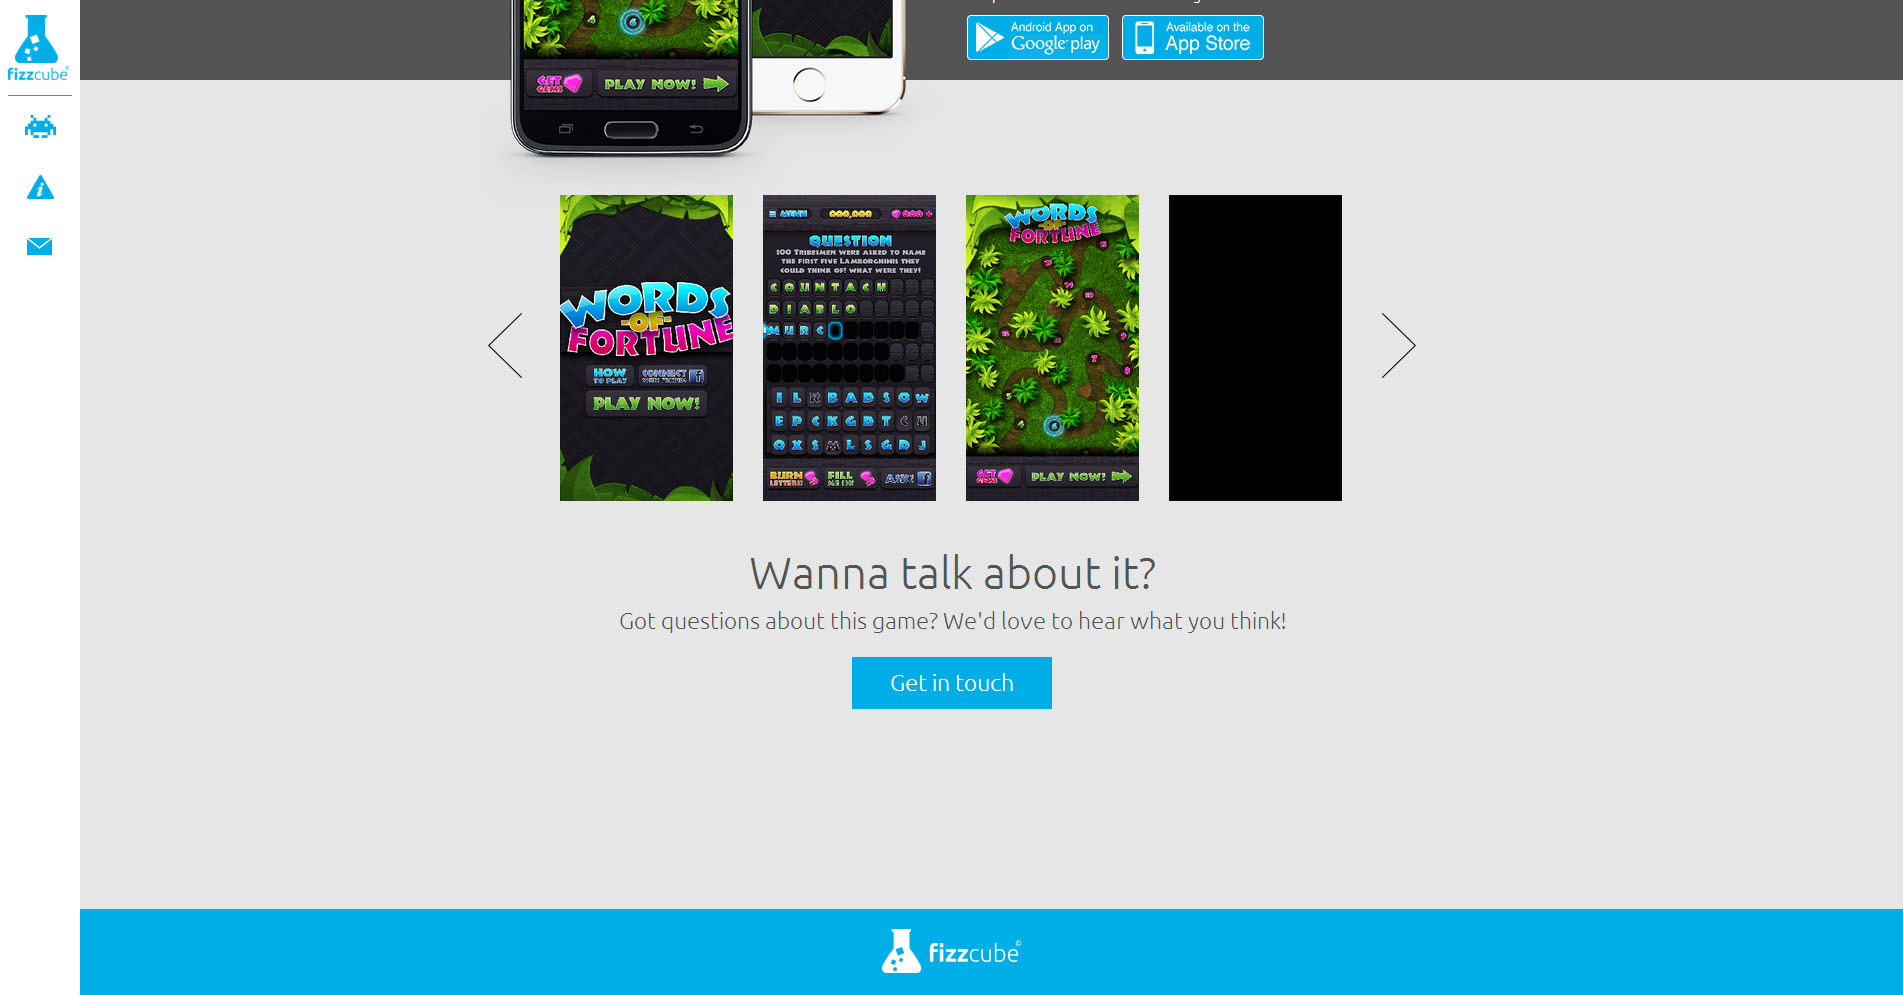 Android App on
Google play
Available on the
App Store
fizzcube
GET
GEMS
PLAY NOW!
WORDS
-OF-
FORTUNE
HOW
TO PLAY
CONNECT
PLAY NOW!
MENU
000,000
000 +
QUESTION
100 Tribesmen were asked to name
the first five Lamborghinis they
could think of! What were they?
COUNTACH
DIABLO
MURC
I L R B A D S O W
E P C K G D T C U
O X S M L S G D J
BURN
LETTERS!
FILL
ME IN!
ASK!
WORDS
-OF-
FORTUNE
GET
GEMS
PLAY NOW!
Wanna talk about it?
Got questions about this game? We'd love to hear what you think!
Get in touch
fizzcube©